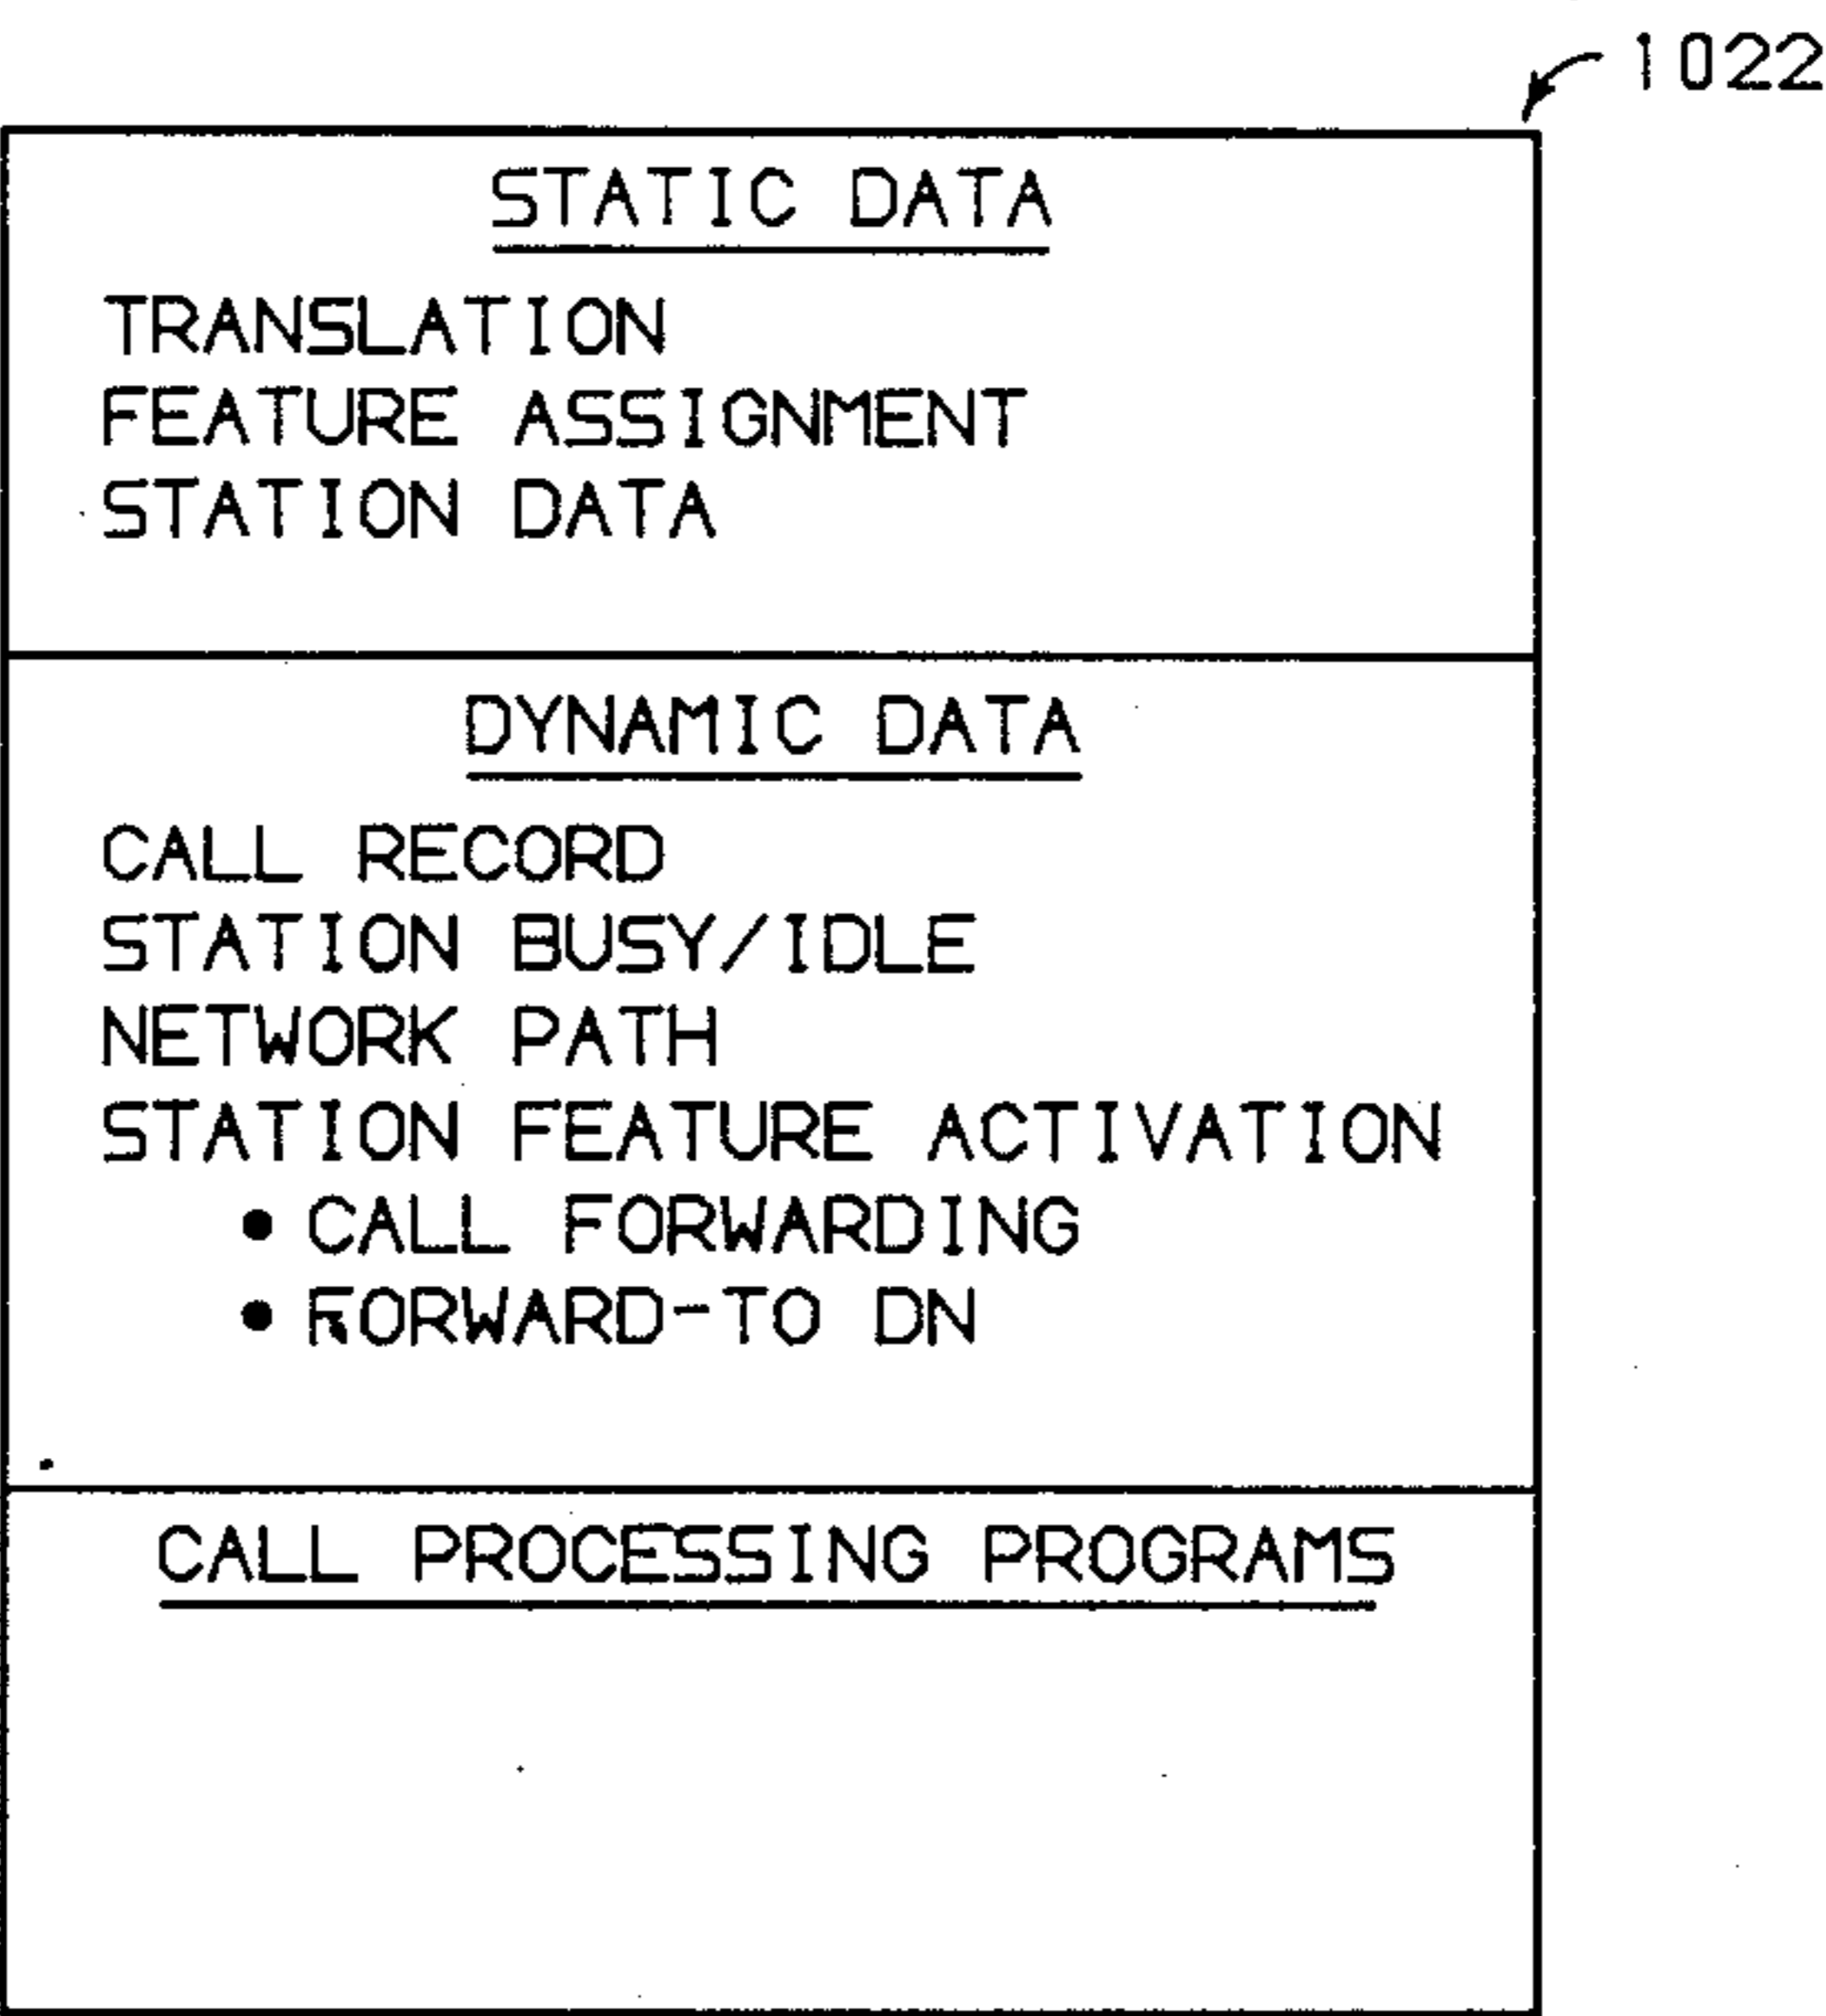 1022
STATIC DATA
TRANSLATION
FEATURE ASSIGNMENT
STATION DATA
DYNAMIC DATA
CALL RECORD
STATION BUSY/IDLE
NETWORK PATH
STATION FEATURE ACTIVATION
• CALL FORWARDING
• FORWARD-TO DN
CALL PROCESSING PROGRAMS